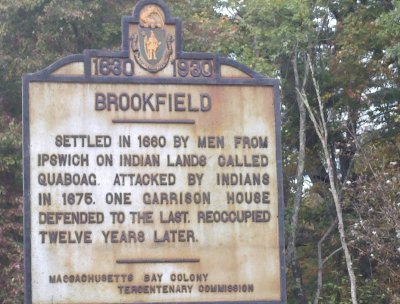 1630 1930
BROOKFIELD
SETTLED IN 1660 BY MEN FROM
IPSWICH ON INDIAN LANDS CALLED
QUABOAG. ATTACKED BY INDIANS
IN 1675. ONE GARRISON HOUSE
DEFENDED TO THE LAST. REOCCUPIED
TWELVE YEARS LATER.
MASSACHUSETTS BAY COLONY
TERCENTENARY COMMISSION